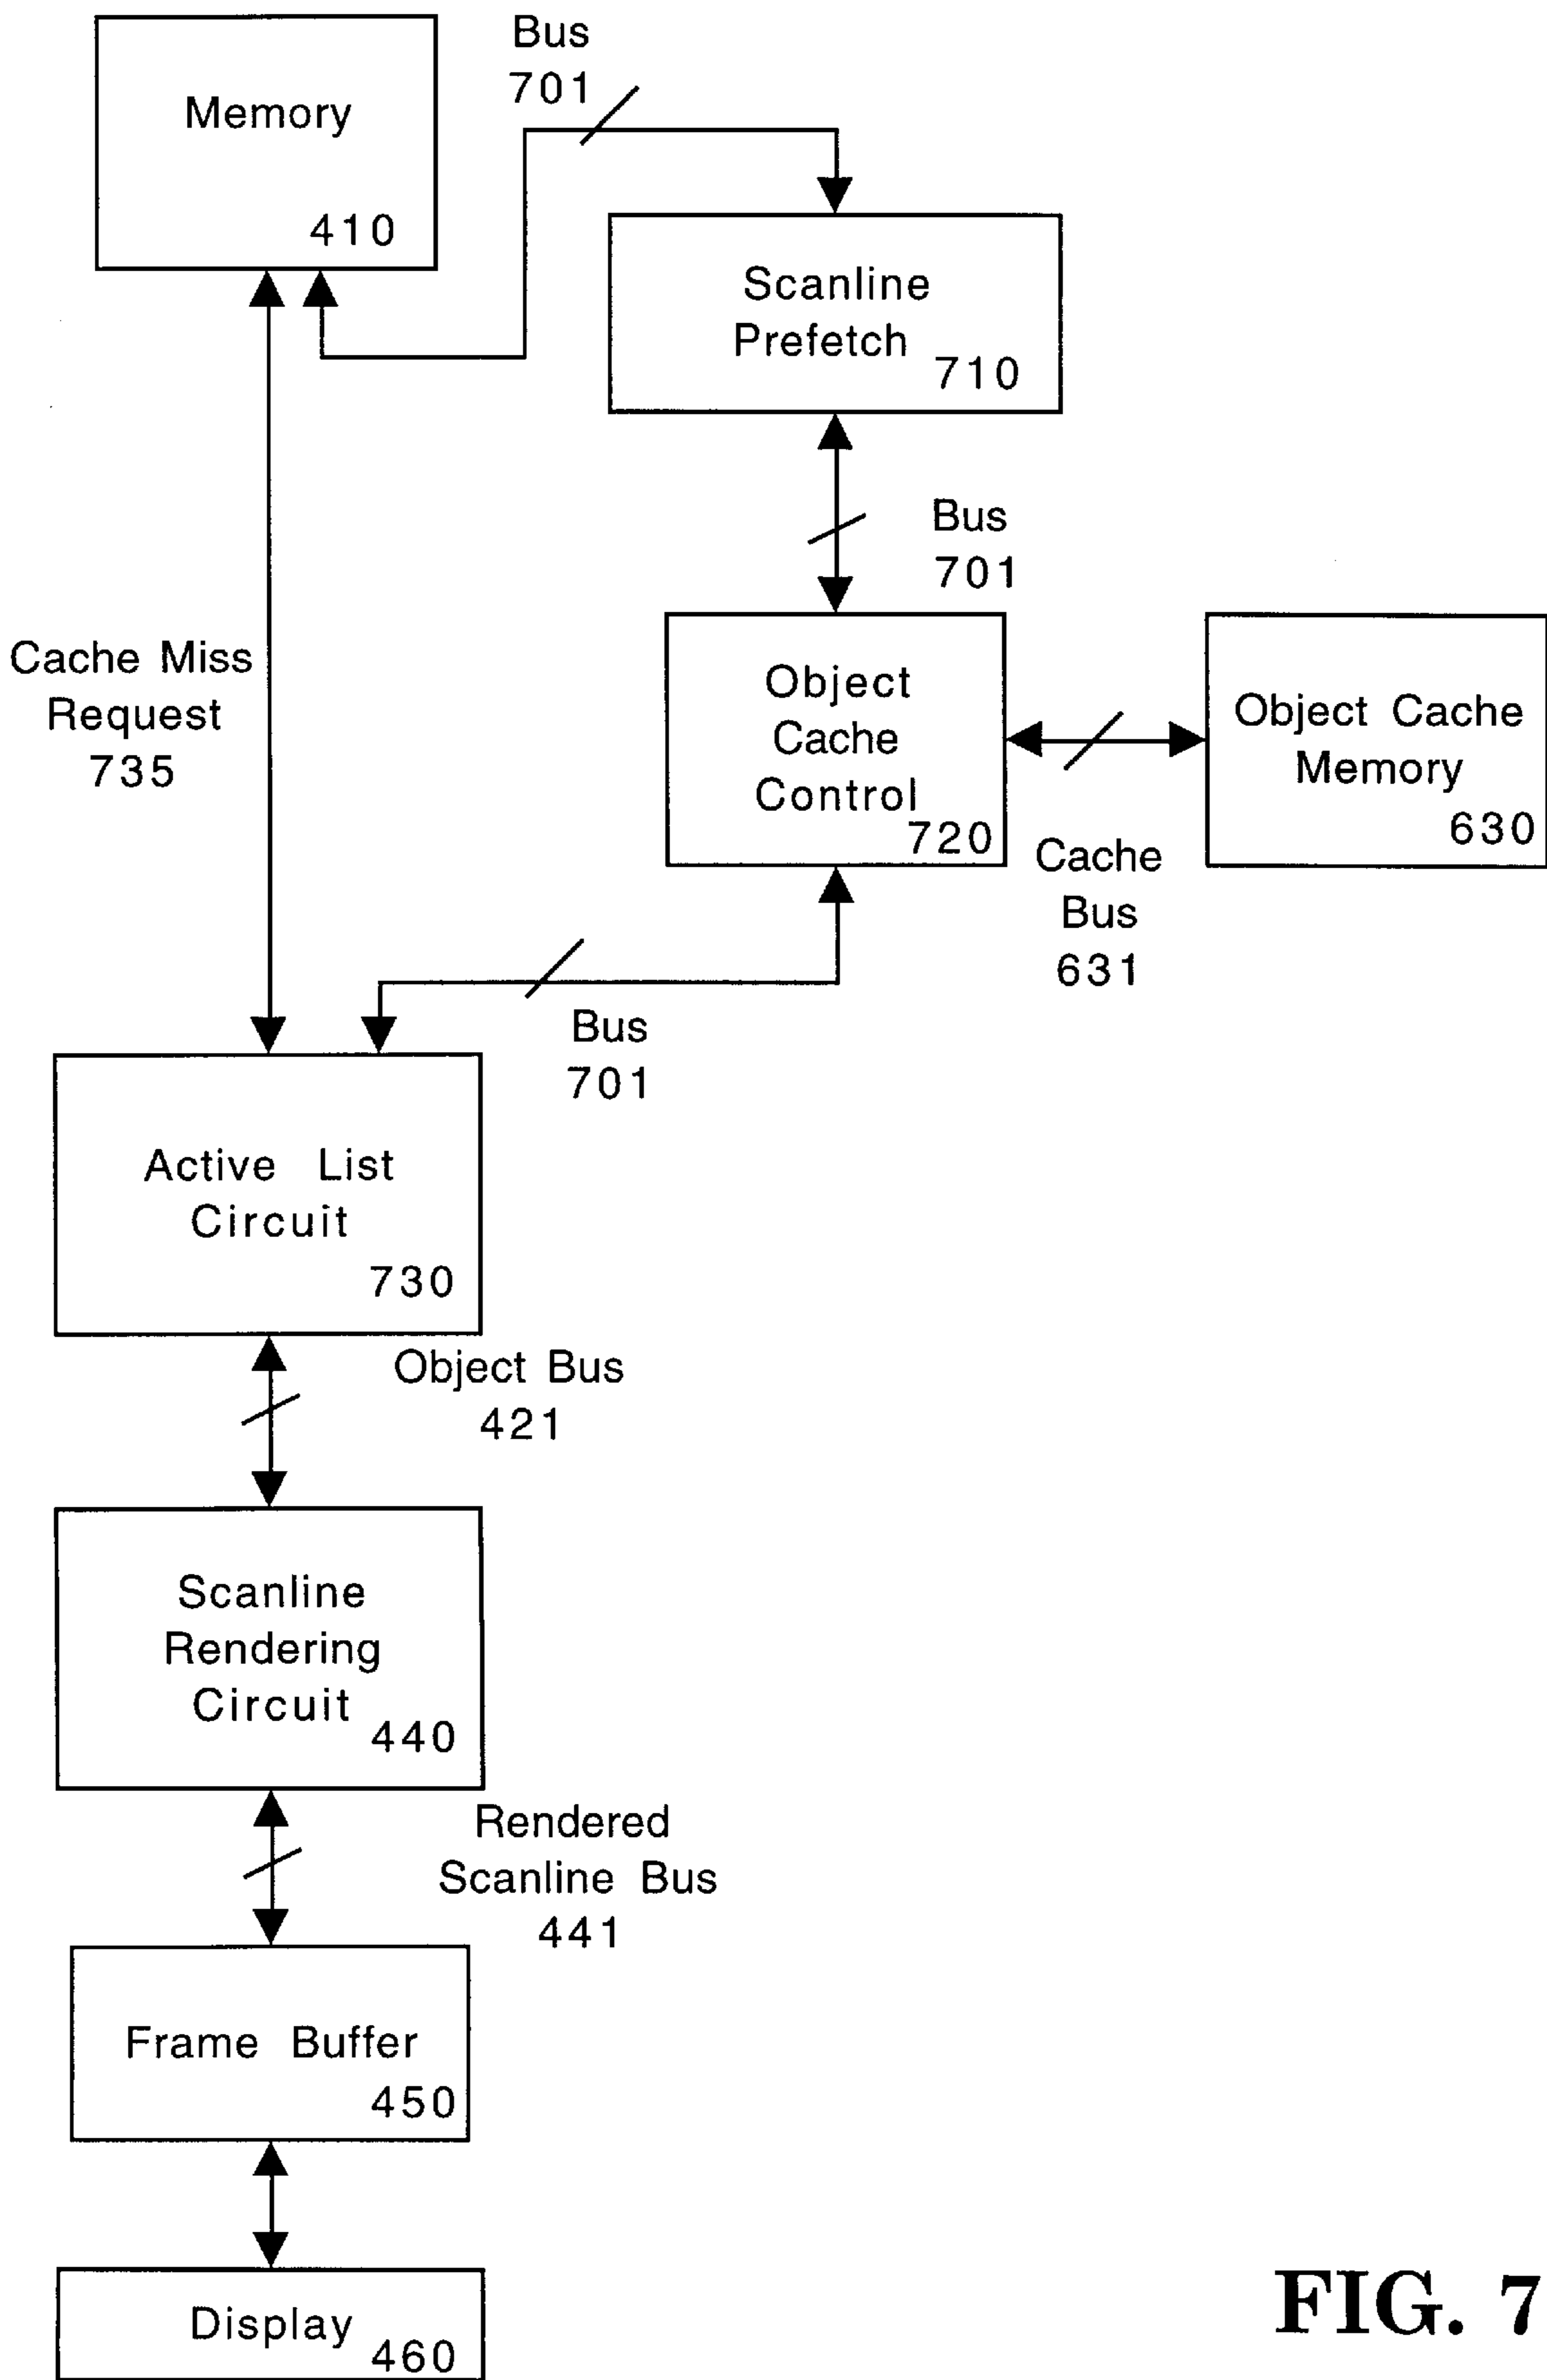 Memory
410
Bus
701
Scanline
Prefetch
710
Bus
701
Cache Miss
Request
735
Object
Cache
Control
720
Object Cache
Memory
630
Cache
Bus
631
Bus
701
Active List
Circuit
730
Object Bus
421
Scanline
Rendering
Circuit
440
Rendered
Scanline Bus
441
Frame Buffer
450
Display
460
FIG. 7